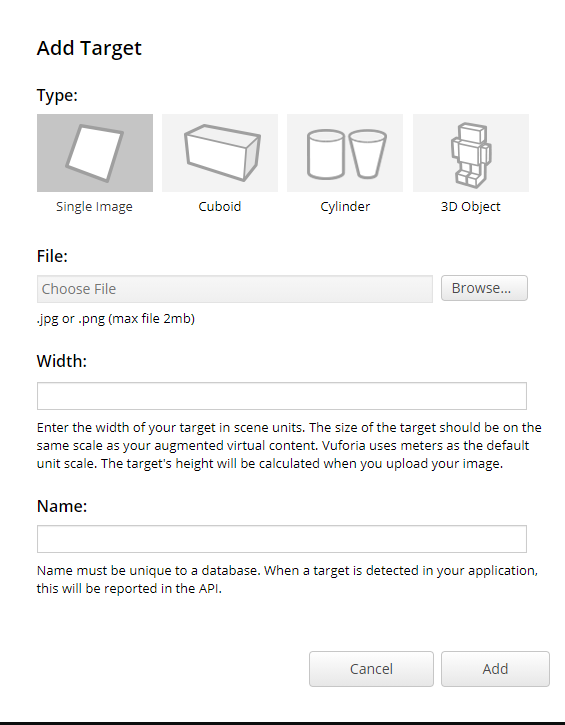 Add Target
Type:
Single Image
Cuboid
Cylinder
3D Object
File:
Choose File
Browse...
.jpg or .png (max file 2mb)
Width:
Enter the width of your target in scene units. The size of the target should be on the
same scale as your augmented virtual content. Vuforia uses meters as the default
unit scale. The target's height will be calculated when you upload your image.
Name:
Name must be unique to a database. When a target is detected in your application,
this will be reported in the API.
Cancel
Add